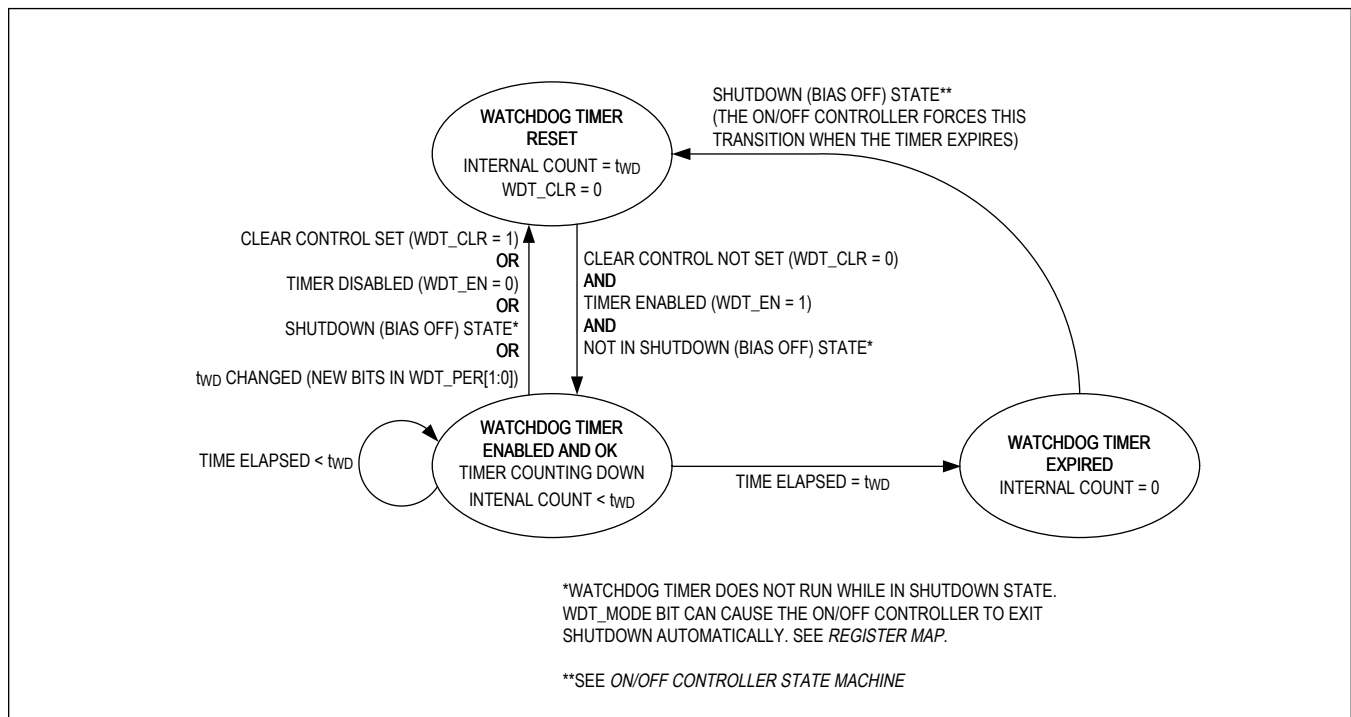 SHUTDOWN (BIAS OFF) STATE**
(THE ON/OFF CONTROLLER FORCES THIS
TRANSITION WHEN THE TIMER EXPIRES)
WATCHDOG TIMER
RESET
INTERNAL COUNT = tWD
WDT_CLR = 0
CLEAR CONTROL SET (WDT_CLR = 1)
OR
TIMER DISABLED (WDT_EN = 0)
OR
SHUTDOWN (BIAS OFF) STATE*
OR
tWD CHANGED (NEW BITS IN WDT_PER[1:0])
CLEAR CONTROL NOT SET (WDT_CLR = 0)
AND
TIMER ENABLED (WDT_EN = 1)
AND
NOT IN SHUTDOWN (BIAS OFF) STATE*
TIME ELAPSED < tWD
WATCHDOG TIMER
ENABLED AND OK
TIMER COUNTING DOWN
INTENAL COUNT < tWD
TIME ELAPSED = tWD
WATCHDOG TIMER
EXPIRED
INTERNAL COUNT = 0
*WATCHDOG TIMER DOES NOT RUN WHILE IN SHUTDOWN STATE.
WDT_MODE BIT CAN CAUSE THE ON/OFF CONTROLLER TO EXIT
SHUTDOWN AUTOMATICALLY. SEE REGISTER MAP.
**SEE ON/OFF CONTROLLER STATE MACHINE